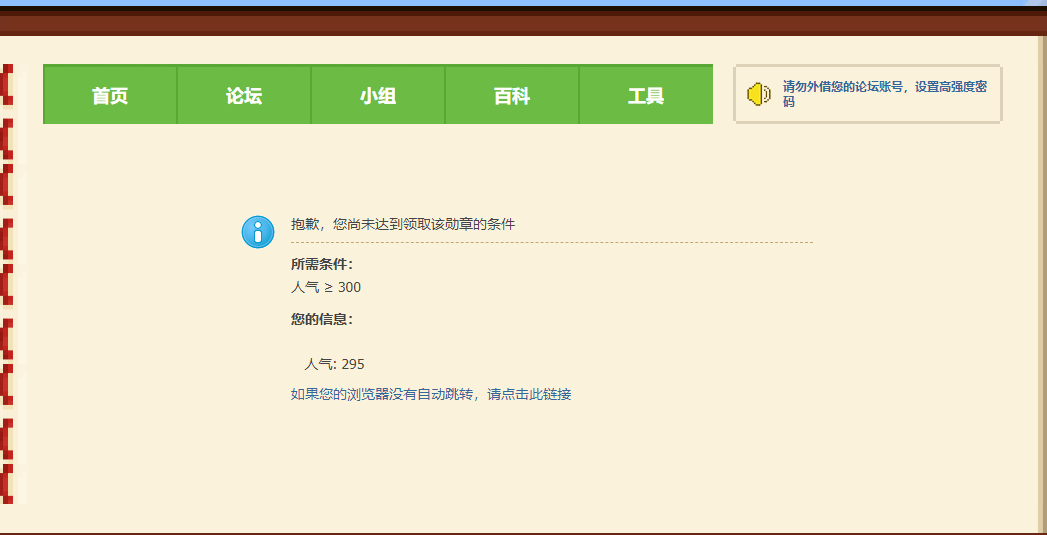 首页
论坛
小组
百科
工具
请勿外借您的论坛账号，设置高强度密
码
抱歉，您尚未达到领取该勋章的条件
所需条件：
人气 ≥ 300
您的信息：
人气: 295
如果您的浏览器没有自动跳转，请点击此链接